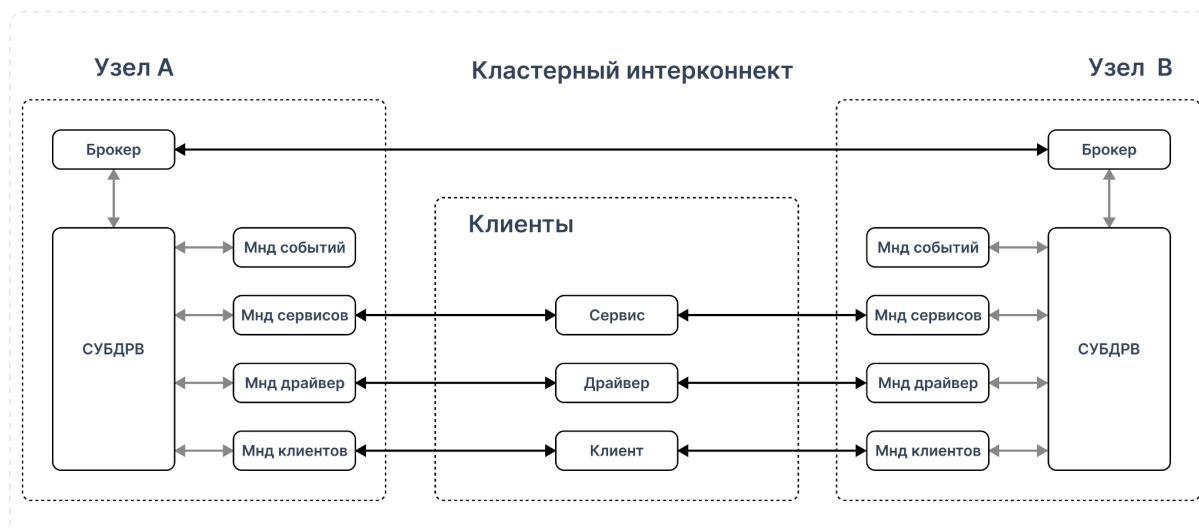 Узел А
Кластерный интерконнект
Узел В
Брокер
Брокер
Клиенты
Мнд событий
Мнд событий
Мнд сервисов
Сервис
Мнд сервисов
СУБДРВ
СУБДРВ
Мнд драйвер
Драйвер
Мнд драйвер
Мнд клиентов
Клиент
Мнд клиентов